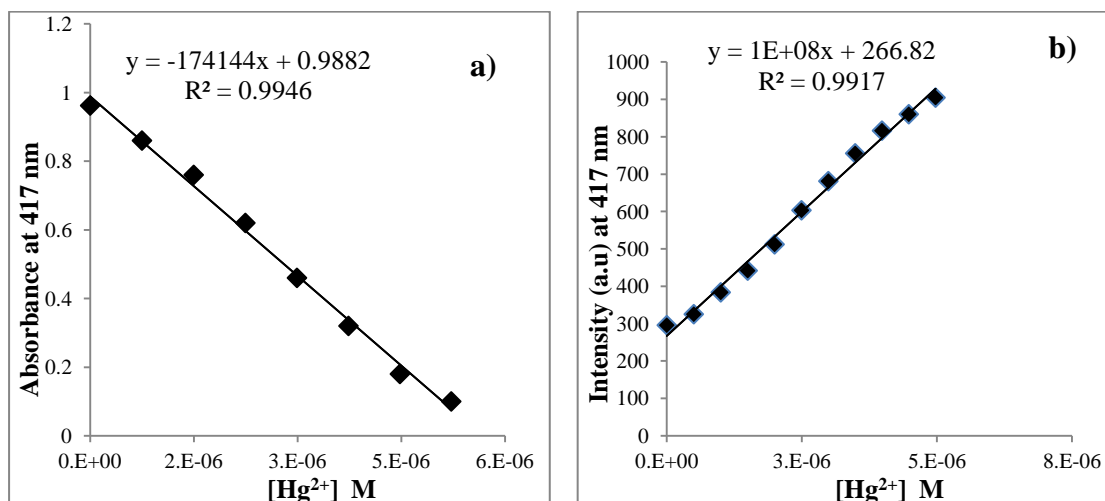 y = -174144x + 0.9882
R² = 0.9946
a)
Absorbance at 417 nm
1.2
1
0.8
0.6
0.4
0.2
0
0.E+00
2.E-06
3.E-06
5.E-06
6.E-06
[Hg²⁺] M
y = 1E+08x + 266.82
R² = 0.9917
b)
Intensity (a.u) at 417 nm
1000
900
800
700
600
500
400
300
200
100
0
0.E+00
3.E-06
5.E-06
8.E-06
[Hg²⁺] M